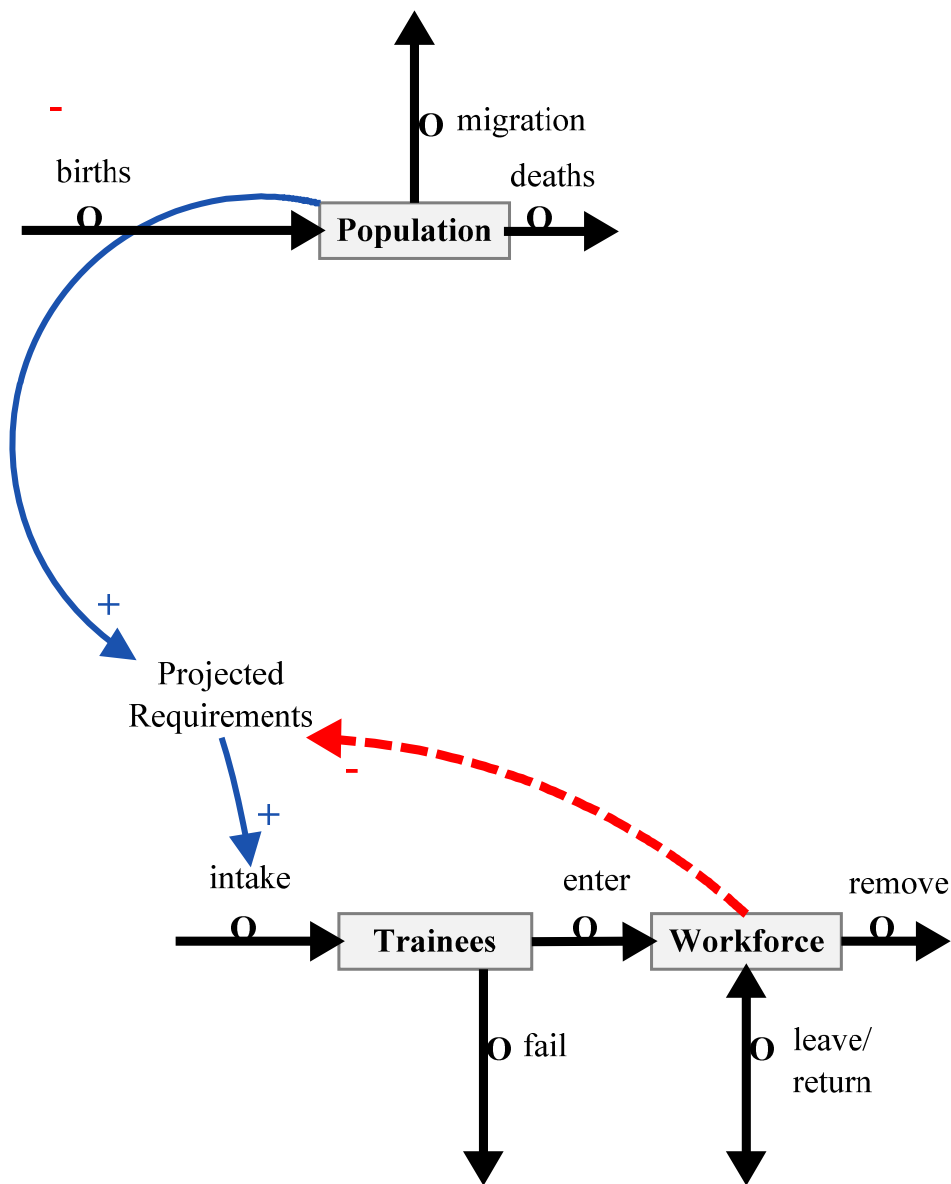 -
O migration
births
deaths
O
O
Population
+
Projected
Requirements
-
+
intake
enter
remove
O
O
O
Trainees
Workforce
O fail
O leave/
return